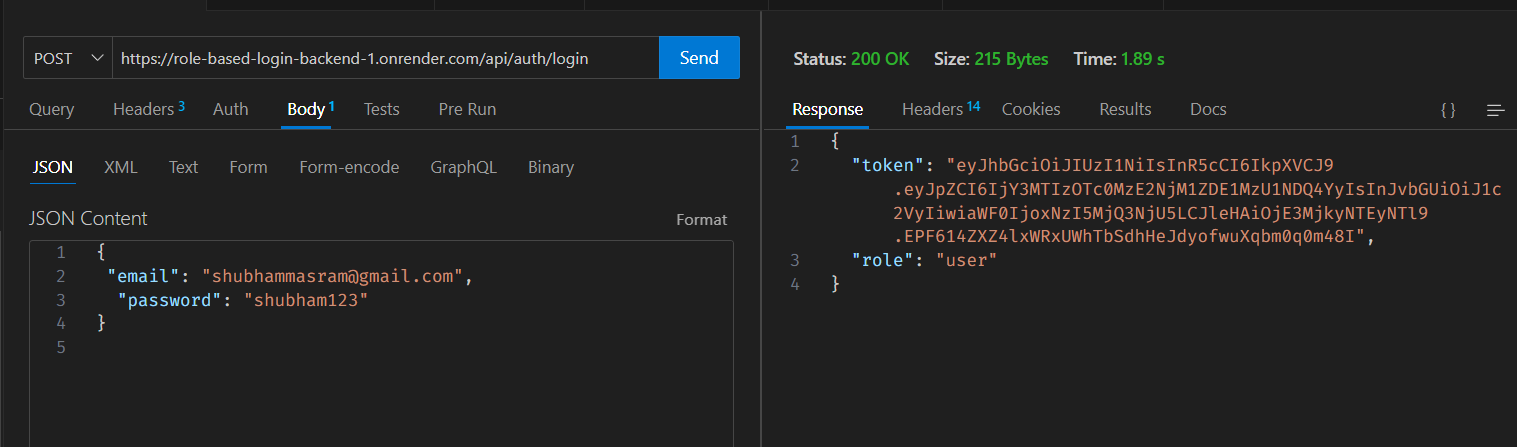 POST
https://role-based-login-backend-1.onrender.com/api/auth/login
Send
Query Headers 3 Auth Body 1 Tests Pre Run
JSON XML Text Form Form-encode GraphQL Binary
JSON Content
Format
1 {
2 "email": "shubhammasram@gmail.com",
3 "password": "shubham123"
4 }
5
Status: 200 OK Size: 215 Bytes Time: 1.89 s
Response Headers 14 Cookies Results Docs { }
1 {
2 "token": "eyJhbGciOiJIUzI1NiIsInR5cCI6IkpXVCJ9
.eyJpZCI6IjY3MTIzOTc0MzE2NjM1ZDE1MzU1NDQ4YyIsInJvbGUiOiJ1c
2VyIiwiaWF0IjoxNzI5MjQ3NjU5LCJleHAiOjE3MjkyNTEyNTl9
.EPF614ZXZ4lxWRxUWhTbSdhHeJdyofwuXqbm0q0m48I",
3 "role": "user"
4 }